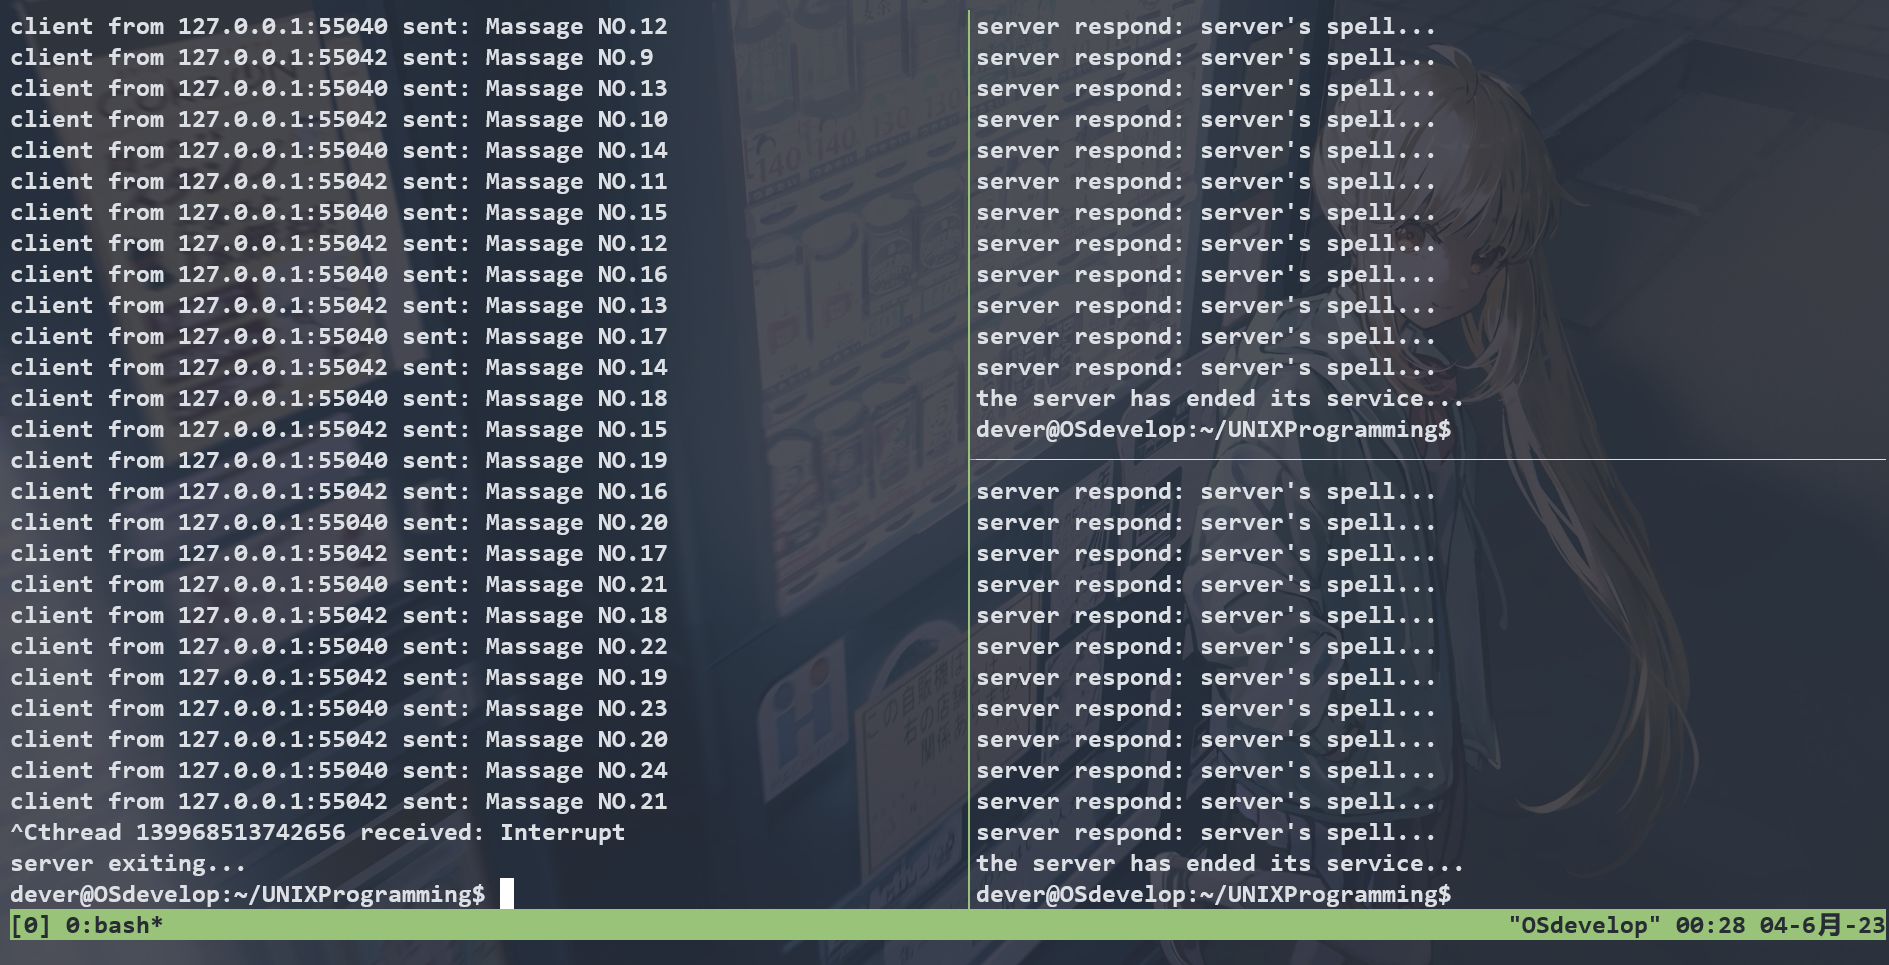 client from 127.0.0.1:55040 sent: Massage NO.12
client from 127.0.0.1:55042 sent: Massage NO.9
client from 127.0.0.1:55040 sent: Massage NO.13
client from 127.0.0.1:55042 sent: Massage NO.10
client from 127.0.0.1:55040 sent: Massage NO.14
client from 127.0.0.1:55042 sent: Massage NO.11
client from 127.0.0.1:55040 sent: Massage NO.15
client from 127.0.0.1:55042 sent: Massage NO.12
client from 127.0.0.1:55040 sent: Massage NO.16
client from 127.0.0.1:55042 sent: Massage NO.13
client from 127.0.0.1:55040 sent: Massage NO.17
client from 127.0.0.1:55042 sent: Massage NO.14
client from 127.0.0.1:55040 sent: Massage NO.18
client from 127.0.0.1:55042 sent: Massage NO.15
client from 127.0.0.1:55040 sent: Massage NO.19
client from 127.0.0.1:55042 sent: Massage NO.16
client from 127.0.0.1:55040 sent: Massage NO.20
client from 127.0.0.1:55042 sent: Massage NO.17
client from 127.0.0.1:55040 sent: Massage NO.21
client from 127.0.0.1:55042 sent: Massage NO.18
client from 127.0.0.1:55040 sent: Massage NO.22
client from 127.0.0.1:55042 sent: Massage NO.19
client from 127.0.0.1:55040 sent: Massage NO.23
client from 127.0.0.1:55042 sent: Massage NO.20
client from 127.0.0.1:55040 sent: Massage NO.24
client from 127.0.0.1:55042 sent: Massage NO.21
^Cthread 139968513742656 received: Interrupt
server exiting...
dever@OSdevelop:~/UNIXProgramming$
server respond: server's spell...
server respond: server's spell...
server respond: server's spell...
server respond: server's spell...
server respond: server's spell...
server respond: server's spell...
server respond: server's spell...
server respond: server's spell...
server respond: server's spell...
server respond: server's spell...
server respond: server's spell...
server respond: server's spell...
the server has ended its service...
dever@OSdevelop:~/UNIXProgramming$
server respond: server's spell...
server respond: server's spell...
server respond: server's spell...
server respond: server's spell...
server respond: server's spell...
server respond: server's spell...
server respond: server's spell...
server respond: server's spell...
server respond: server's spell...
server respond: server's spell...
server respond: server's spell...
server respond: server's spell...
the server has ended its service...
dever@OSdevelop:~/UNIXProgramming$
[0] 0:bash*
"OSdevelop" 00:28 04-6月-23
140
140
130
130
この自販機は
右の店舗
関係あ